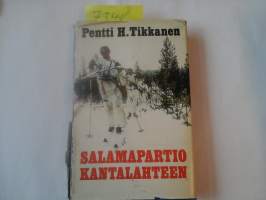 Pentti H. Tikkanen
SALAMAPARTIO
KANTALAHTEEN